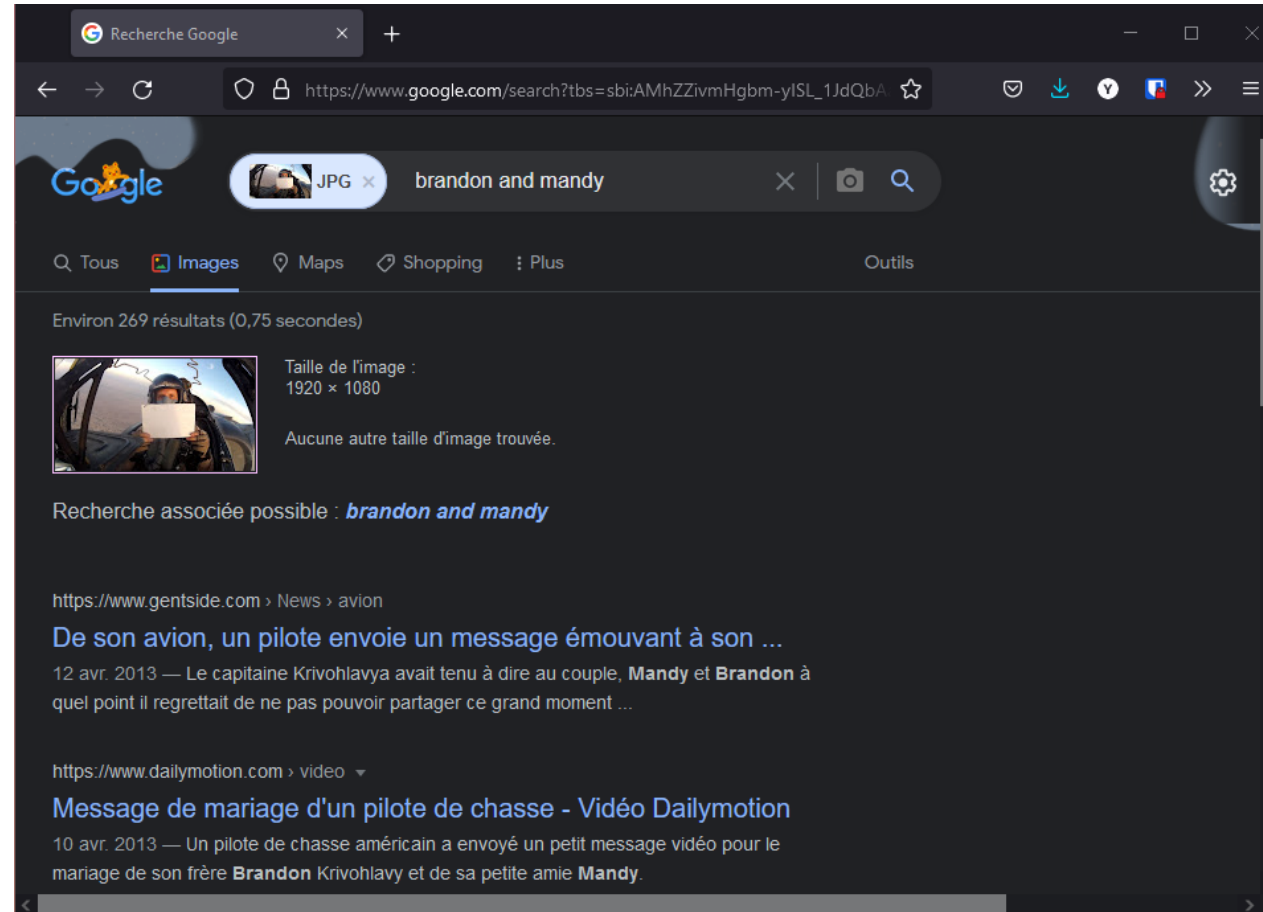 Recherche Google
https://www.google.com/search?tbs=sbi:AMhZZivmHgbm-yISL_1JdQbA
Google
JPG
brandon and mandy
Tous
Images
Maps
Shopping
Plus
Outils
Environ 269 résultats (0,75 secondes)
Taille de l'image :
1920 × 1080
Aucune autre taille d'image trouvée.
Recherche associée possible : brandon and mandy
https://www.gentside.com › News › avion
De son avion, un pilote envoie un message émouvant à son ...
12 avr. 2013 — Le capitaine Krivohlavya avait tenu à dire au couple, Mandy et Brandon à
quel point il regrettait de ne pas pouvoir partager ce grand moment ...
https://www.dailymotion.com › video
Message de mariage d'un pilote de chasse - Vidéo Dailymotion
10 avr. 2013 — Un pilote de chasse américain a envoyé un petit message vidéo pour le
mariage de son frère Brandon Krivohlavy et de sa petite amie Mandy.